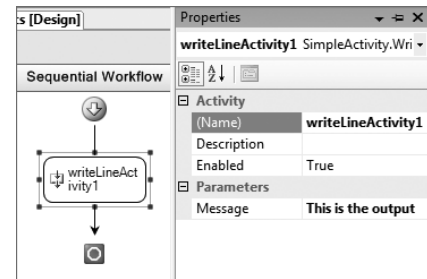 s [Design]
Sequential Workflow
writeLineAct
ivity1
Properties
writeLineActivity1 SimpleActivity.Wri
Activity
(Name) writeLineActivity1
Description
Enabled True
Parameters
Message This is the output